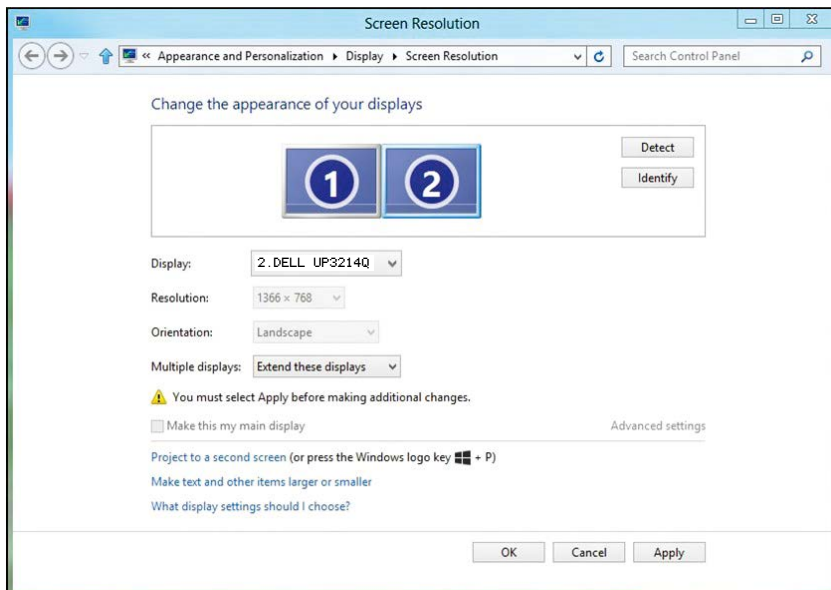 Screen Resolution
« Appearance and Personalization Display Screen Resolution Search Control Panel
Change the appearance of your displays
1 2
Detect
Identify
Display: 2.DELL UP3214Q
Resolution: 1366 × 768
Orientation: Landscape
Multiple displays: Extend these displays
You must select Apply before making additional changes.
Make this my main display Advanced settings
Project to a second screen (or press the Windows logo key + P)
Make text and other items larger or smaller
What display settings should I choose?
OK Cancel Apply